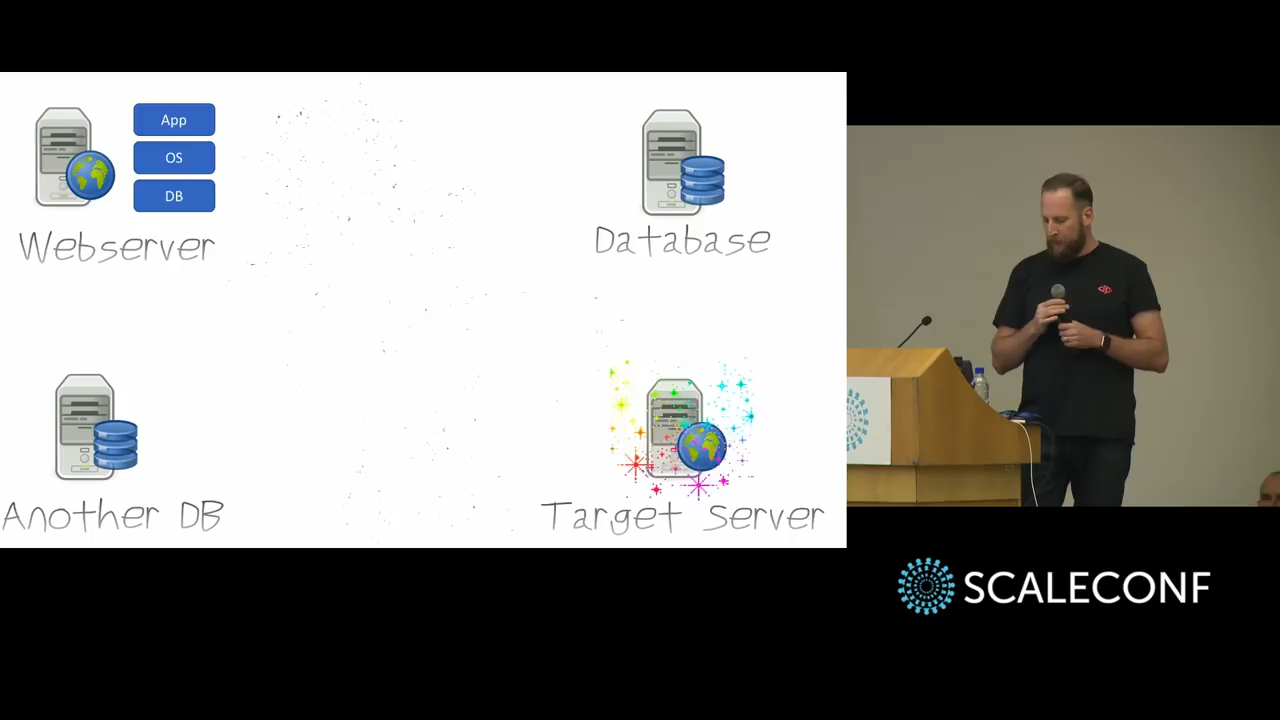 App
OS
DB
Webserver
Database
Another DB
Target Server
SCALECONF